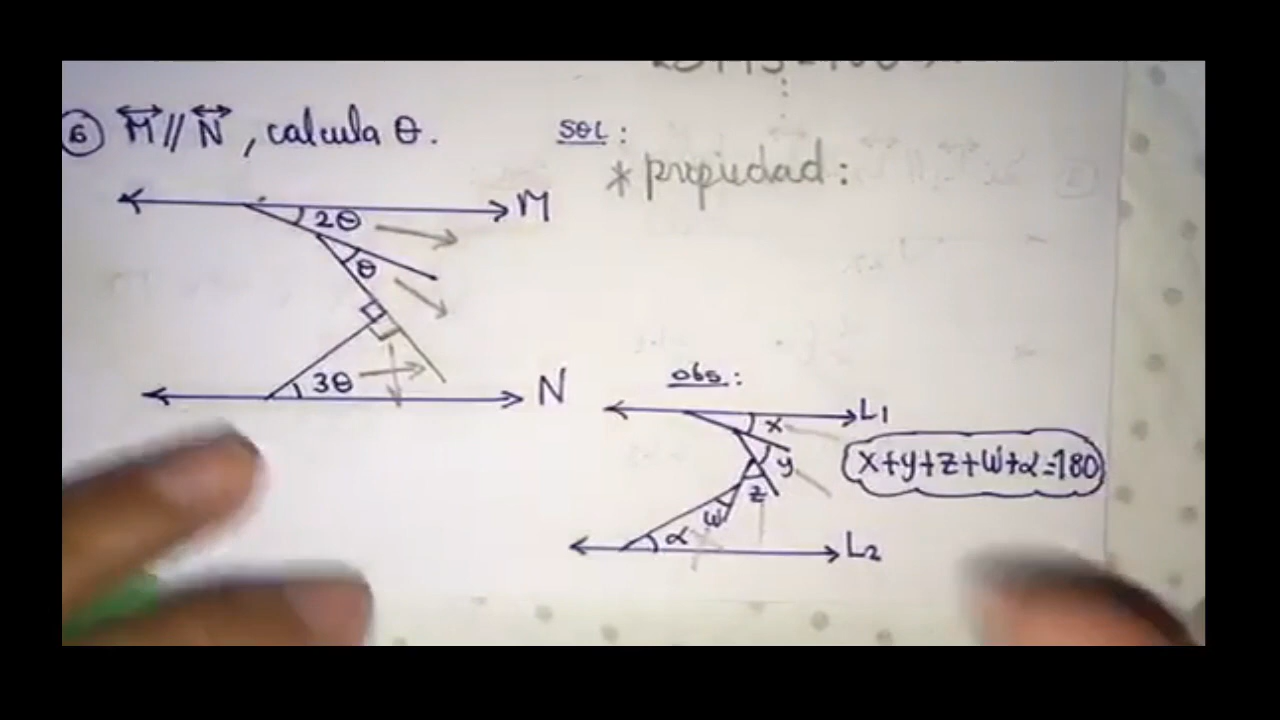 6 M // N , calcula θ.
sol :
* propiedad :
M
2θ
θ
3θ
N
obs :
L1
x
y
x+y+z+w+α=180
z
w
α
L2